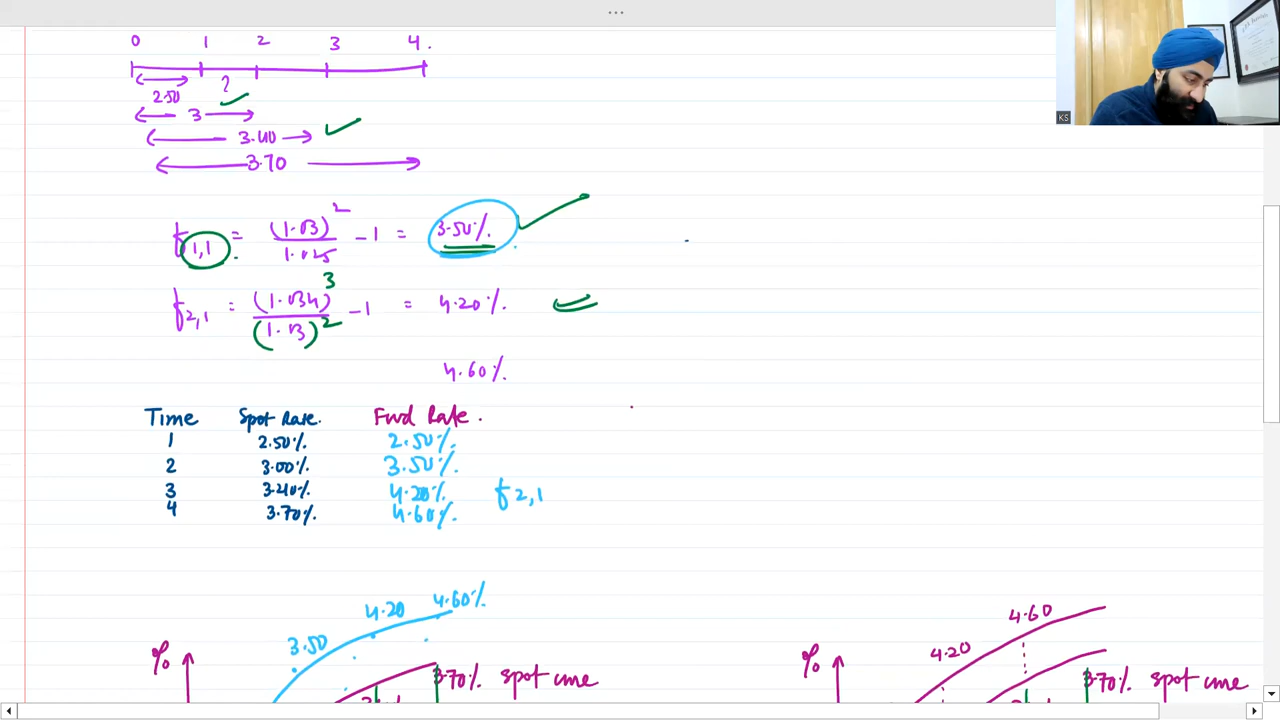 0 1 2 3 4.
2.50 ?
3
3.40
3.70
f1,1 = (1.03)^2 / 1.025 - 1 = 3.50%
f2,1 = (1.034)^3 / (1.03)^2 - 1 = 4.20%
4.60%
Time Spot Rate. Fwd Rate.
1 2.50% 2.50%
2 3.00% 3.50%
3 3.40% 4.20% f2,1
4 3.70% 4.60%
3.50 4.20 4.60%
% 3.70% spot curve
4.20 4.60
% 3.70% spot curve
KS